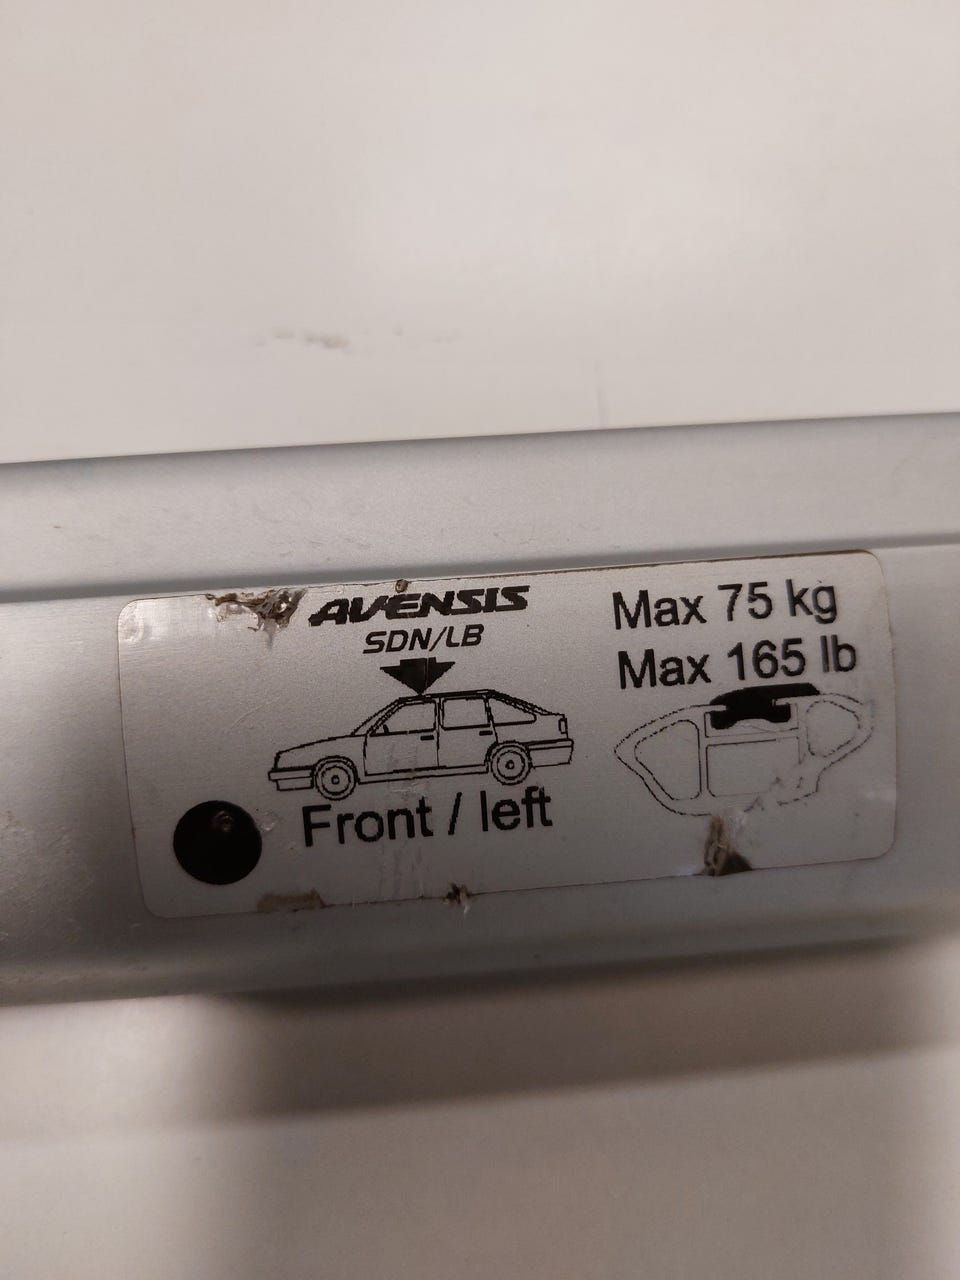 AVENSIS
SDN/LB
Front / left
Max 75 kg
Max 165 lb